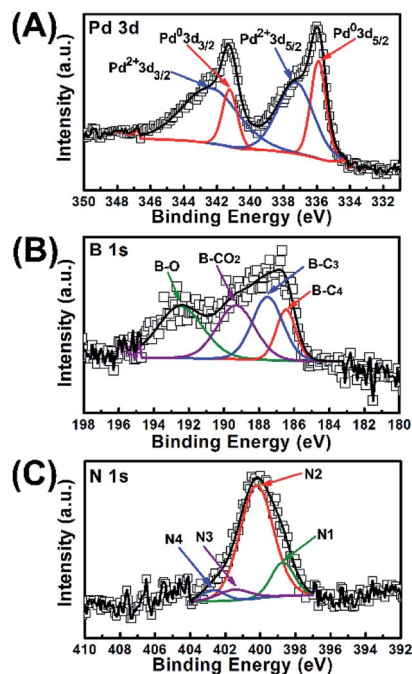 (A)
Pd 3d
Pd⁰3d3/2
Pd²⁺3d3/2
Pd²⁺3d5/2
Pd⁰3d5/2
Intensity (a.u.)
350 348 346 344 342 340 338 336 334 332
Binding Energy (eV)
(B)
B 1s
B-O
B-CO2
B-C3
B-C4
Intensity (a.u.)
198 196 194 192 190 188 186 184 182 180
Binding Energy (eV)
(C)
N 1s
N4
N3
N2
N1
Intensity (a.u.)
410 408 406 404 402 400 398 396 394 392
Binding Energy (eV)